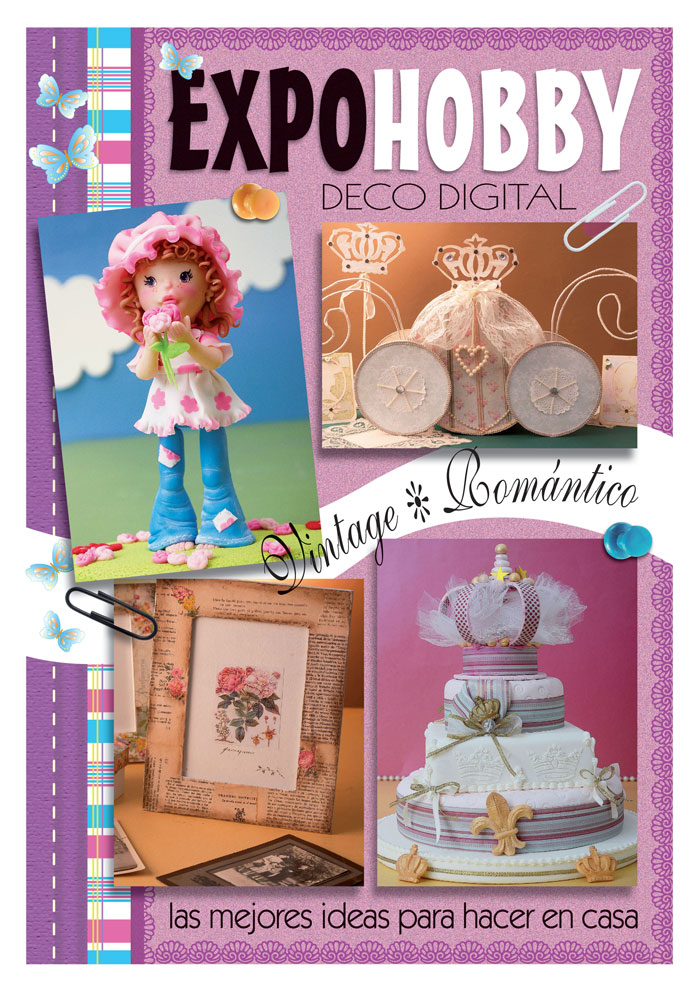 EXPOHOBBY
DECO DIGITAL
Vintage * Romántico
las mejores ideas para hacer en casa